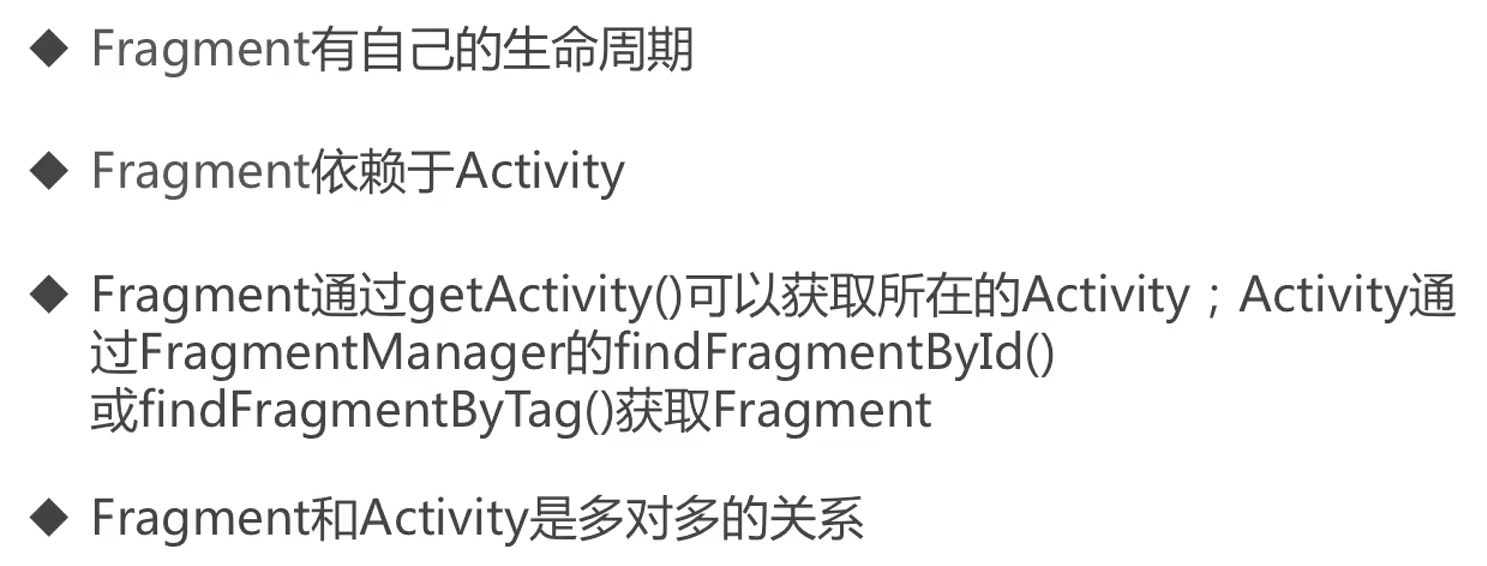 ◆ Fragment有自己的生命周期
◆ Fragment依赖于Activity
◆ Fragment通过getActivity()可以获取所在的Activity；Activity通
过FragmentManager的findFragmentById()
或findFragmentByTag()获取Fragment
◆ Fragment和Activity是多对多的关系